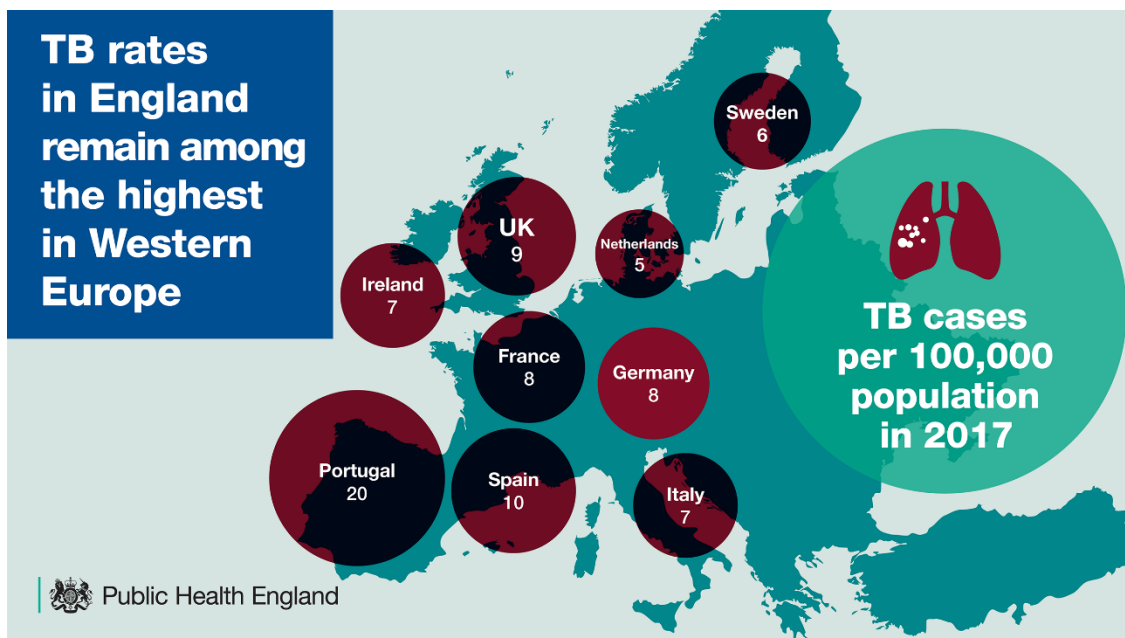 TB rates
in England
remain among
the highest
in Western
Europe
Sweden
6
UK
9
Netherlands
5
Ireland
7
France
8
Germany
8
Portugal
20
Spain
10
Italy
7
TB cases
per 100,000
population
in 2017
Public Health England